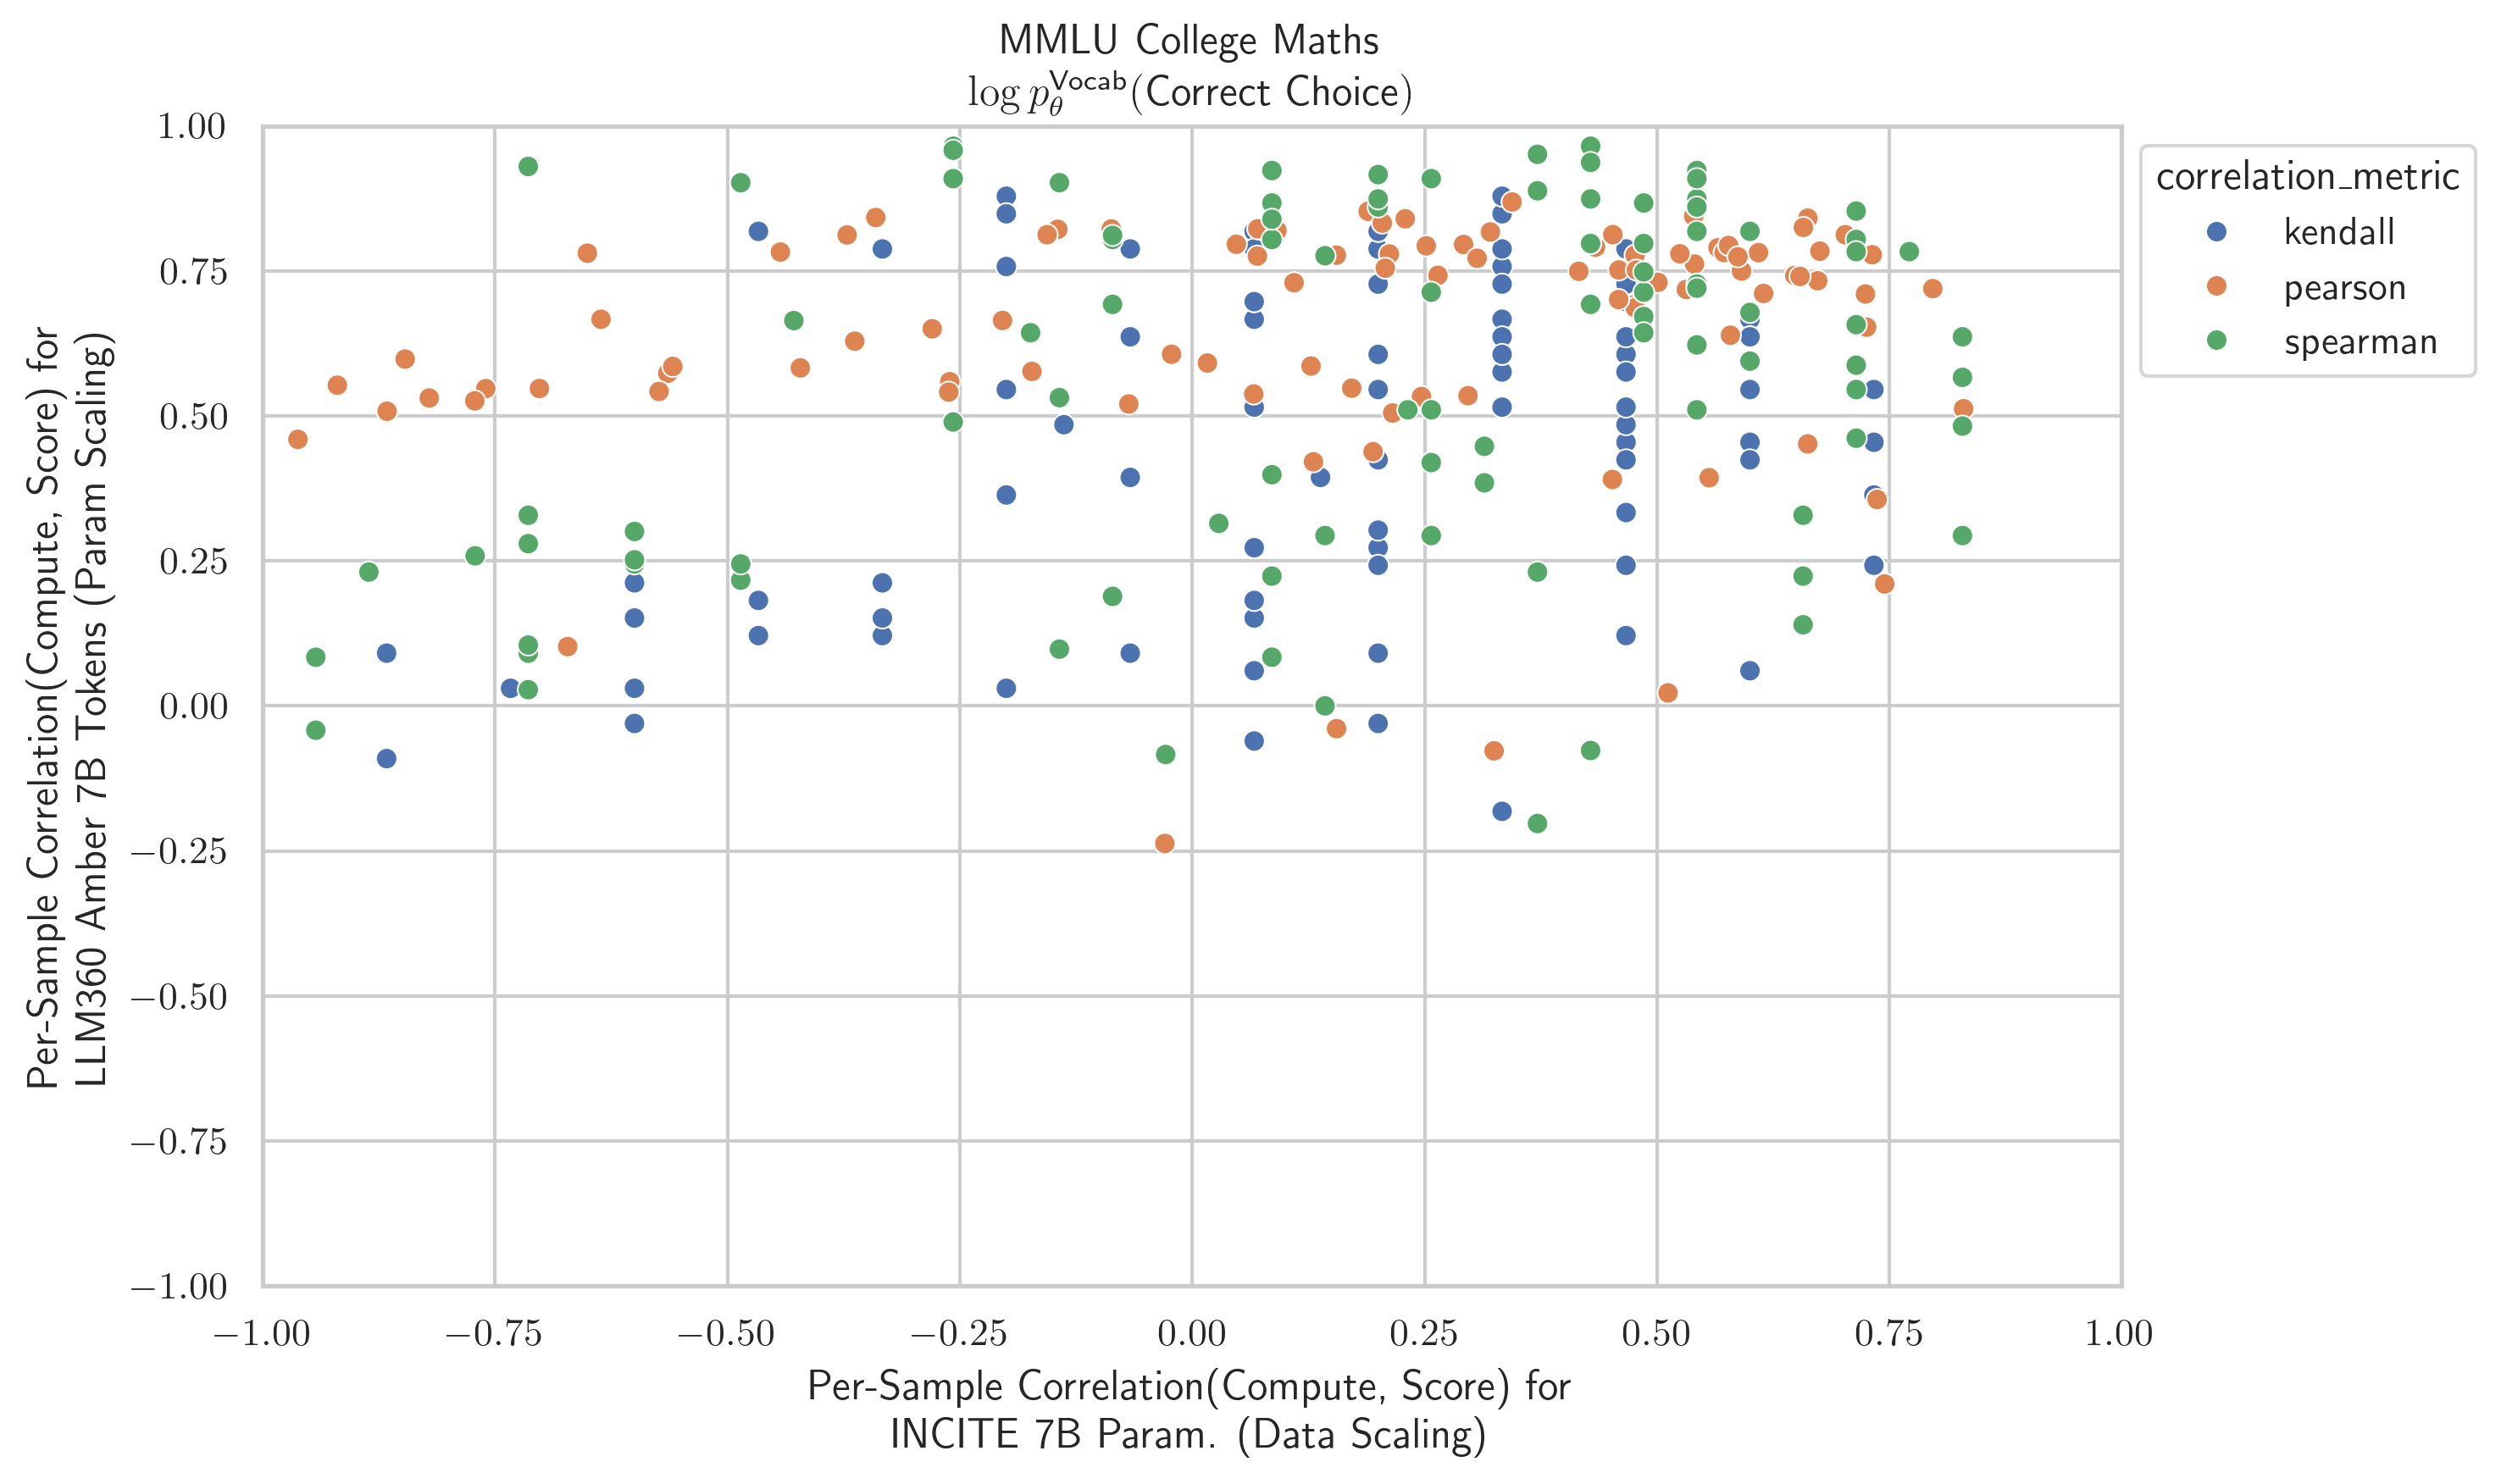 MMLU College Maths
log p_θ^Vocab(Correct Choice)
1.00
0.75
0.50
0.25
0.00
−0.25
−0.50
−0.75
−1.00
Per-Sample Correlation(Compute, Score) for
LLM360 Amber 7B Tokens (Param Scaling)
correlation_metric
kendall
pearson
spearman
−1.00 −0.75 −0.50 −0.25 0.00 0.25 0.50 0.75 1.00
Per-Sample Correlation(Compute, Score) for
INCITE 7B Param. (Data Scaling)